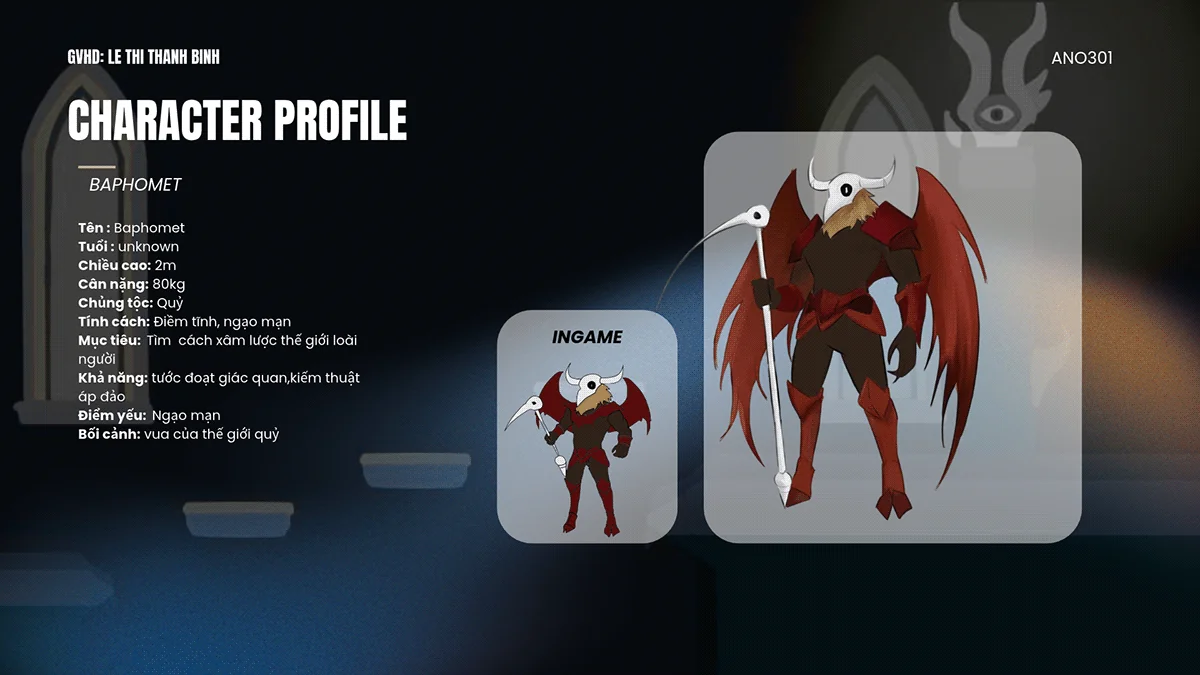 GVHD: LE THI THANH BINH
ANO301
CHARACTER PROFILE
BAPHOMET
Tên : Baphomet
Tuổi : unknown
Chiều cao: 2m
Cân nặng: 80kg
Chủng tộc: Quỷ
Tính cách: Điềm tĩnh, ngạo mạn
Mục tiêu: Tìm cách xâm lược thế giới loài
người
Khả năng: tước đoạt giác quan,kiếm thuật
áp đảo
Điểm yếu: Ngạo mạn
Bối cảnh: vua của thế giới quỷ
INGAME